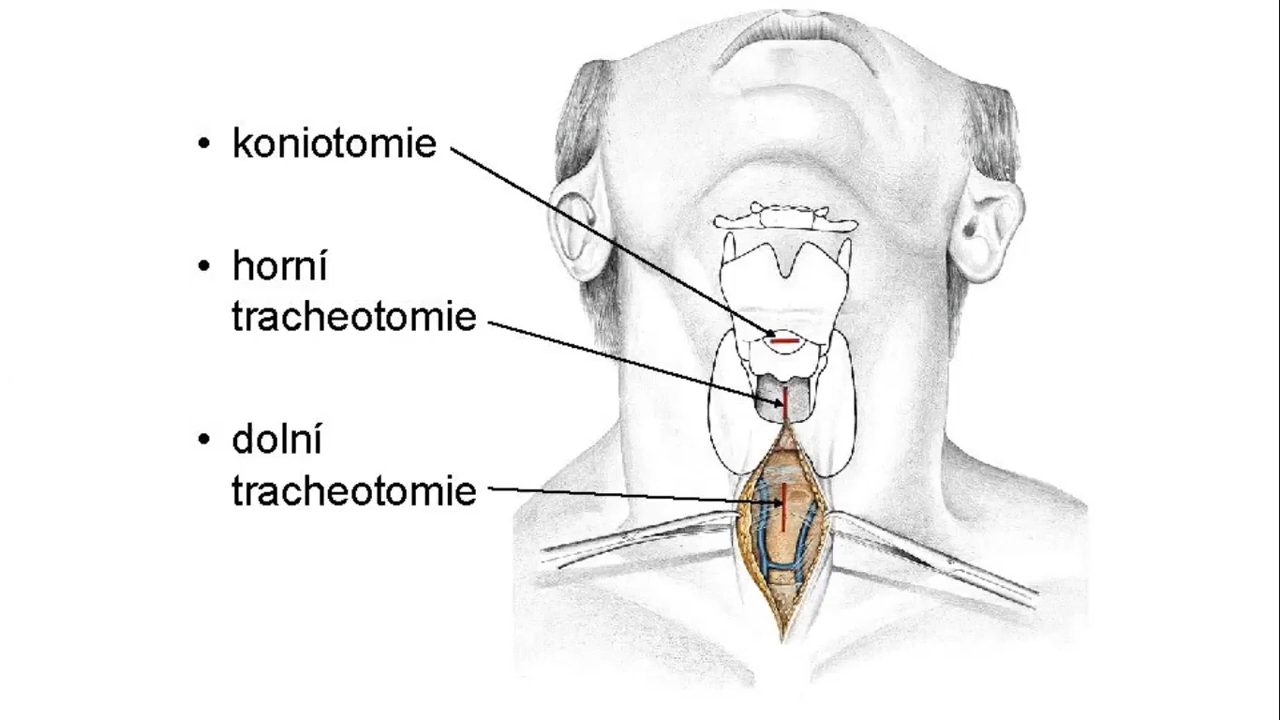 • koniotomie
• horní
tracheotomie
• dolní
tracheotomie